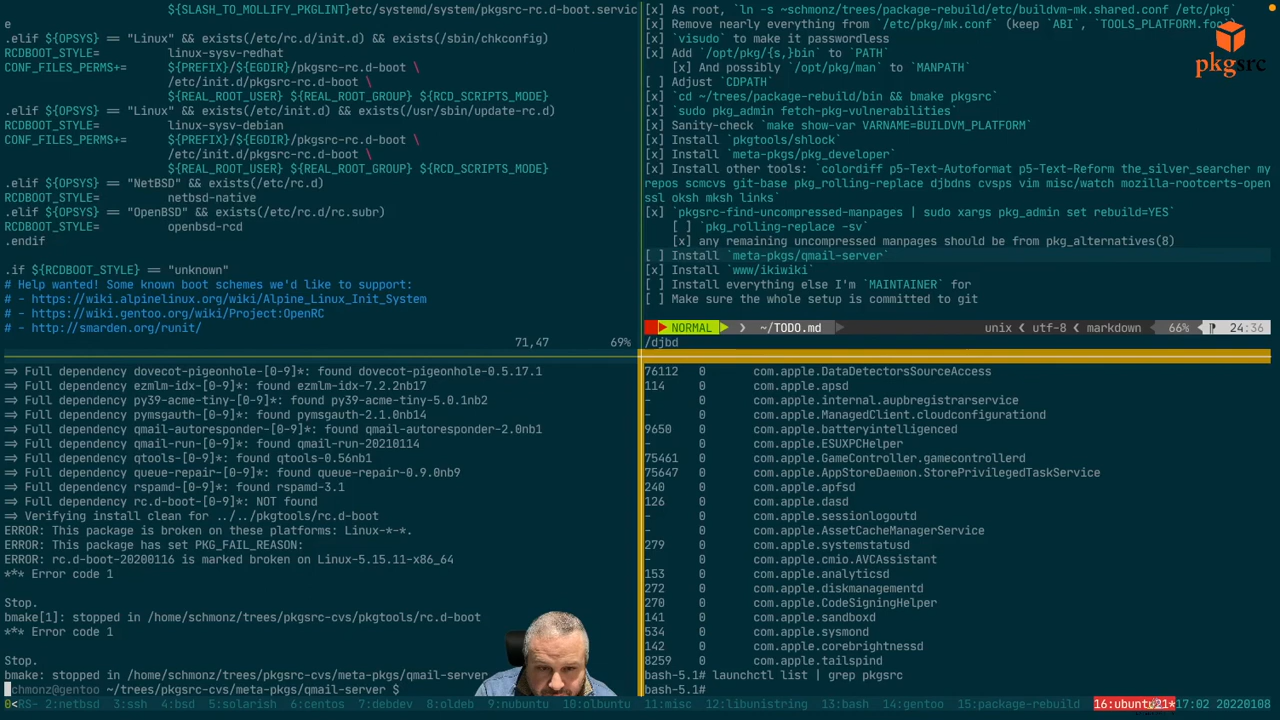 ${SLASH_TO_MOLLIFY_PKGLINT}etc/systemd/system/pkgsrc-rc.d-boot.servic
e
.elif ${OPSYS} == "Linux" && exists(/etc/rc.d/init.d) && exists(/sbin/chkconfig)
RCDBOOT_STYLE= linux-sysv-redhat
CONF_FILES_PERMS+= ${PREFIX}/${EGDIR}/pkgsrc-rc.d-boot \
/etc/init.d/pkgsrc-rc.d-boot \
${REAL_ROOT_USER} ${REAL_ROOT_GROUP} ${RCD_SCRIPTS_MODE}
.elif ${OPSYS} == "Linux" && exists(/etc/init.d) && exists(/usr/sbin/update-rc.d)
RCDBOOT_STYLE= linux-sysv-debian
CONF_FILES_PERMS+= ${PREFIX}/${EGDIR}/pkgsrc-rc.d-boot \
/etc/init.d/pkgsrc-rc.d-boot \
${REAL_ROOT_USER} ${REAL_ROOT_GROUP} ${RCD_SCRIPTS_MODE}
.elif ${OPSYS} == "NetBSD" && exists(/etc/rc.d)
RCDBOOT_STYLE= netbsd-native
.elif ${OPSYS} == "OpenBSD" && exists(/etc/rc.d/rc.subr)
RCDBOOT_STYLE= openbsd-rcd
.endif
.if ${RCDBOOT_STYLE} == "unknown"
# Help wanted! Some known boot schemes we'd like to support:
# - https://wiki.alpinelinux.org/wiki/Alpine_Linux_Init_System
# - https://wiki.gentoo.org/wiki/Project:OpenRC
# - http://smarden.org/runit/
71,47 69%
[x] As root, `ln -s ~schmonz/trees/package-rebuild/etc/buildvm-mk.shared.conf /etc/pkg`
[x] Remove nearly everything from `/etc/pkg/mk.conf` (keep `ABI`, `TOOLS_PLATFORM.foo`
[x] `visudo` to make it passwordless
[x] Add `/opt/pkg/{s,}bin` to `PATH`
[x] And possibly `/opt/pkg/man` to `MANPATH`
[ ] Adjust `CDPATH`
[x] `cd ~/trees/package-rebuild/bin && bmake pkgsrc`
[x] `sudo pkg_admin fetch-pkg-vulnerabilities`
[x] Sanity-check `make show-var VARNAME=BUILDVM_PLATFORM`
[x] Install `pkgtools/shlock`
[x] Install `meta-pkgs/pkg_developer`
[x] Install other tools: `colordiff p5-Text-Autoformat p5-Text-Reform the_silver_searcher my
repos scmcvs git-base pkg_rolling-replace djbdns cvsps vim misc/watch mozilla-rootcerts-open
ssl oksh mksh links`
[x] `pkgsrc-find-uncompressed-manpages | sudo xargs pkg_admin set rebuild=YES`
[ ] `pkg_rolling-replace -sv`
[x] any remaining uncompressed manpages should be from pkg_alternatives(8)
[ ] Install `meta-pkgs/qmail-server`
[x] Install `www/ikiwiki`
[ ] Install everything else I'm `MAINTAINER` for
[ ] Make sure the whole setup is committed to git
NORMAL ~/TODO.md unix utf-8 markdown 66% 24:36
/djbd
pkgsrc
=> Full dependency dovecot-pigeonhole-[0-9]*: found dovecot-pigeonhole-0.5.17.1
=> Full dependency ezmlm-idx-[0-9]*: found ezmlm-idx-7.2.2nb17
=> Full dependency py39-acme-tiny-[0-9]*: found py39-acme-tiny-5.0.1nb2
=> Full dependency pymsgauth-[0-9]*: found pymsgauth-2.1.0nb14
=> Full dependency qmail-autoresponder-[0-9]*: found qmail-autoresponder-2.0nb1
=> Full dependency qmail-run-[0-9]*: found qmail-run-20210114
=> Full dependency qtools-[0-9]*: found qtools-0.56nb1
=> Full dependency queue-repair-[0-9]*: found queue-repair-0.9.0nb9
=> Full dependency rspamd-[0-9]*: found rspamd-3.1
=> Full dependency rc.d-boot-[0-9]*: NOT found
=> Verifying install clean for ../../pkgtools/rc.d-boot
ERROR: This package is broken on these platforms: Linux-*-*.
ERROR: This package has set PKG_FAIL_REASON:
ERROR: rc.d-boot-20200116 is marked broken on Linux-5.15.11-x86_64
*** Error code 1
Stop.
bmake[1]: stopped in /home/schmonz/trees/pkgsrc-cvs/pkgtools/rc.d-boot
*** Error code 1
Stop.
bmake: stopped in /home/schmonz/trees/pkgsrc-cvs/meta-pkgs/qmail-server
schmonz@gentoo ~/trees/pkgsrc-cvs/meta-pkgs/qmail-server $
76112 0 com.apple.DataDetectorsSourceAccess
114 0 com.apple.apsd
- 0 com.apple.internal.aupbregistrarservice
- 0 com.apple.ManagedClient.cloudconfigurationd
9650 0 com.apple.batteryintelligenced
- 0 com.apple.ESUXPCHelper
75461 0 com.apple.GameController.gamecontrollerd
75647 0 com.apple.AppStoreDaemon.StorePrivilegedTaskService
240 0 com.apple.apfsd
126 0 com.apple.dasd
- 0 com.apple.sessionlogoutd
- 0 com.apple.AssetCacheManagerService
279 0 com.apple.systemstatusd
- 0 com.apple.cmio.AVCAssistant
153 0 com.apple.analyticsd
272 0 com.apple.diskmanagementd
270 0 com.apple.CodeSigningHelper
141 0 com.apple.sandboxd
534 0 com.apple.sysmond
142 0 com.apple.corebrightnessd
8259 0 com.apple.tailspind
bash-5.1# launchctl list | grep pkgsrc
bash-5.1#
0<RS- 2:netbsd 3:ssh 4:bsd 5:solarish 6:centos 7:debdev 8:oldeb 9:nubuntu 10:olbuntu 11:misc 12:bsh 13:bash 14:gentoo 15:package-rebuild 17:02 20220108